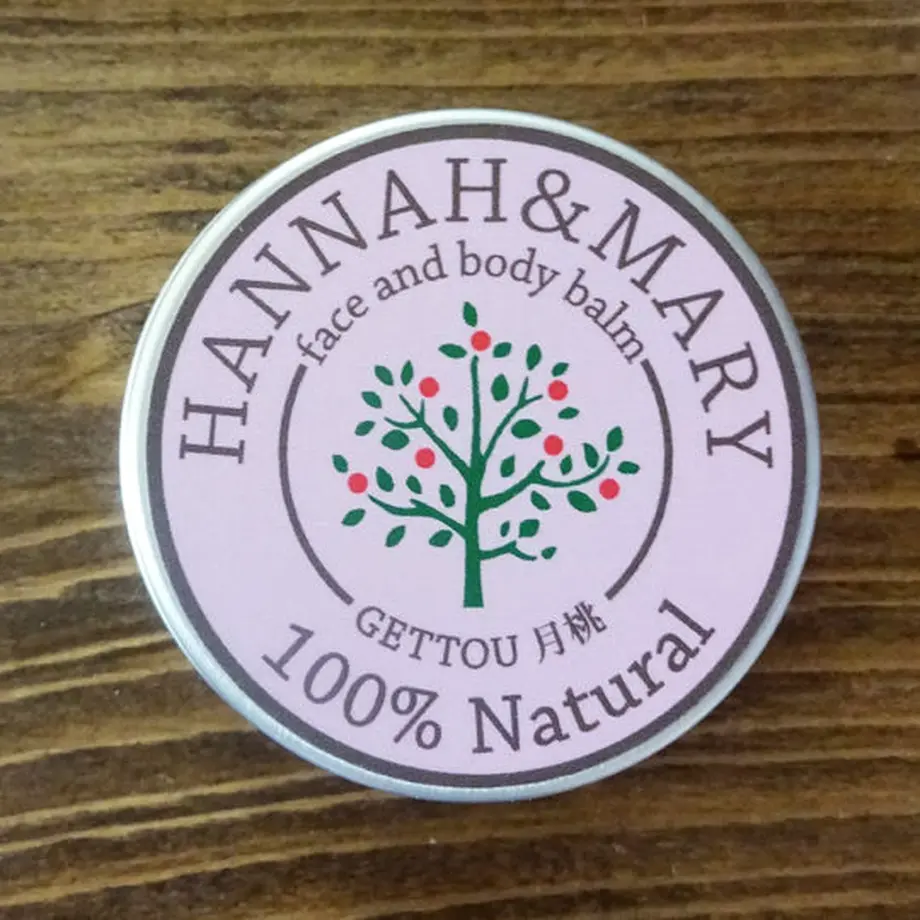 HANNAH&MARY
face and body balm
GETTOU 月桃
100% Natural